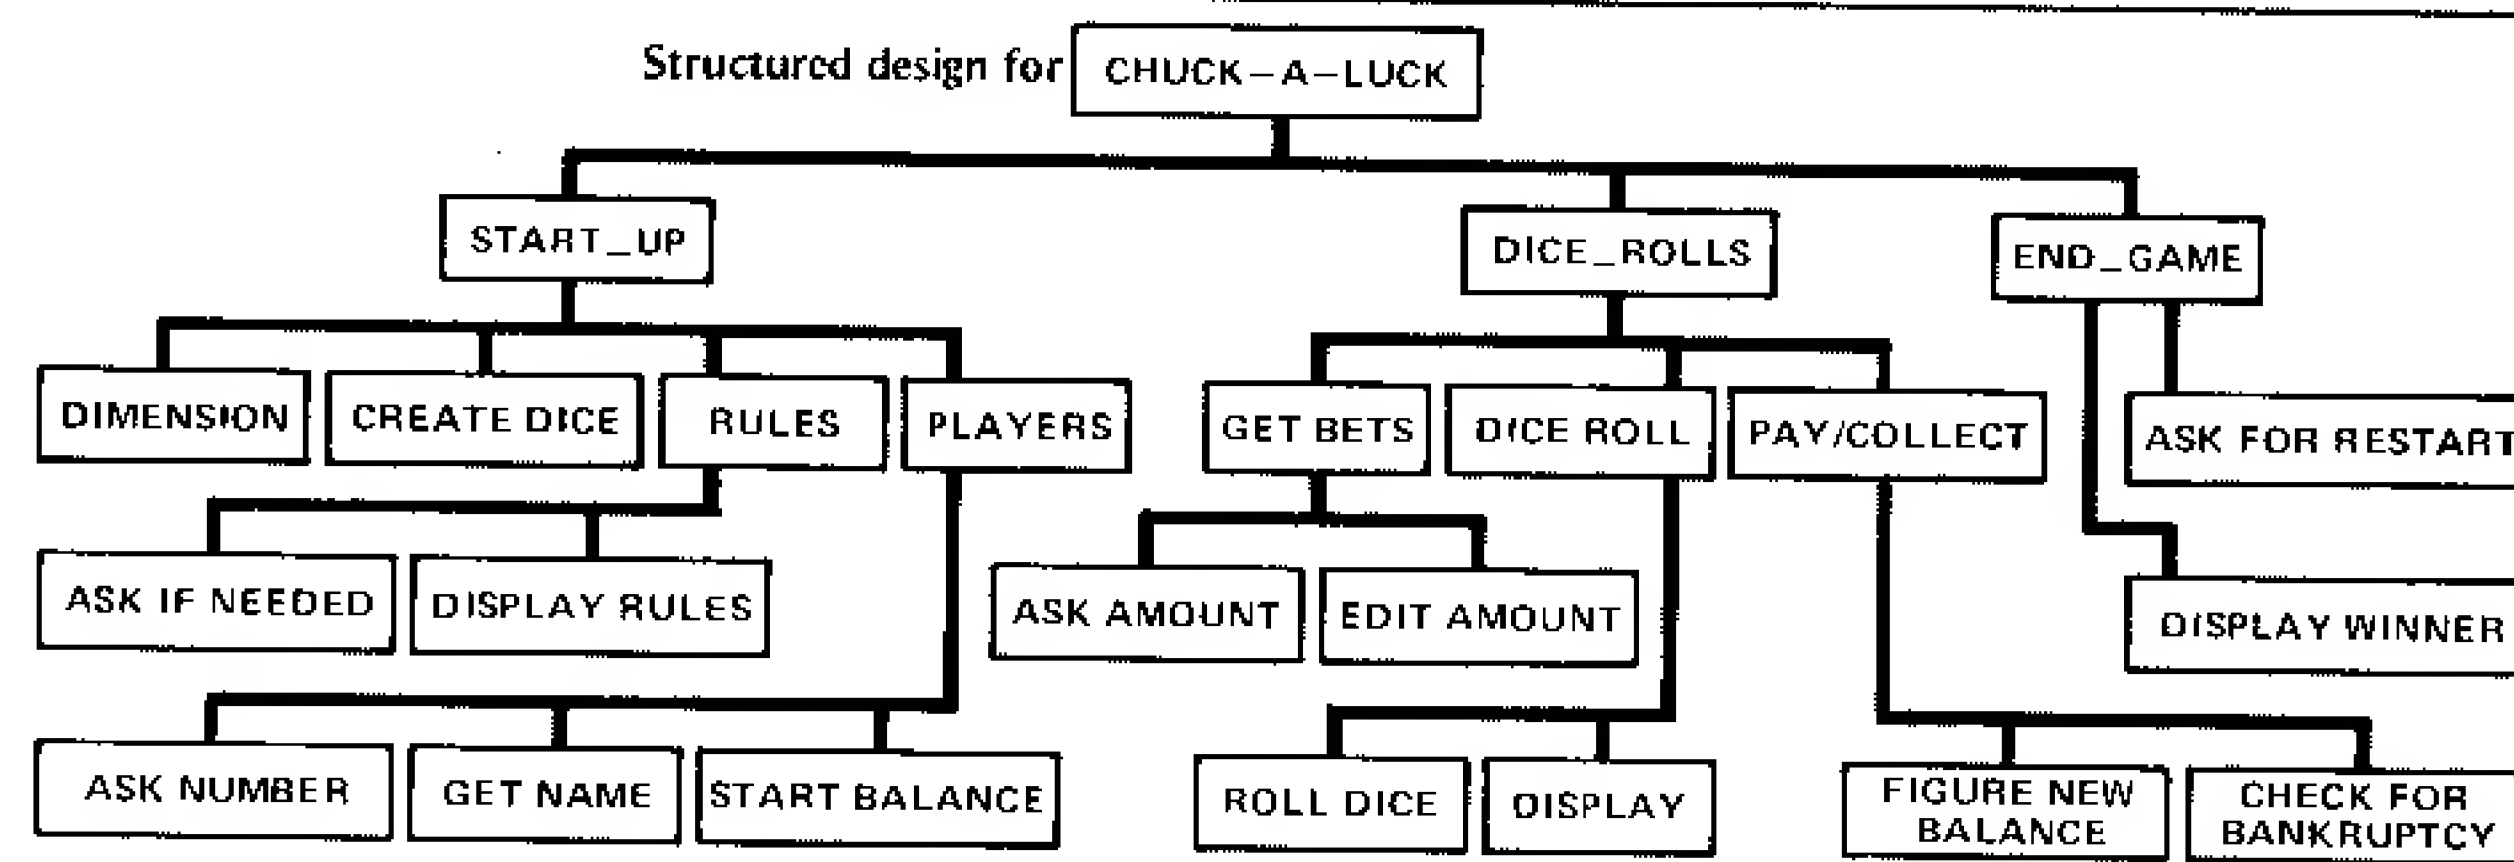 Structured design for CHUCK-A-LUCK
START_UP
DICE_ROLLS
END_GAME
DIMENSION
CREATE DICE
RULES
PLAYERS
GET BETS
DICE ROLL
PAY/COLLECT
ASK FOR RESTART
ASK IF NEEDED
DISPLAY RULES
ASK AMOUNT
EDIT AMOUNT
DISPLAY WINNER
ASK NUMBER
GET NAME
START BALANCE
ROLL DICE
DISPLAY
FIGURE NEW
BALANCE
CHECK FOR
BANKRUPTCY